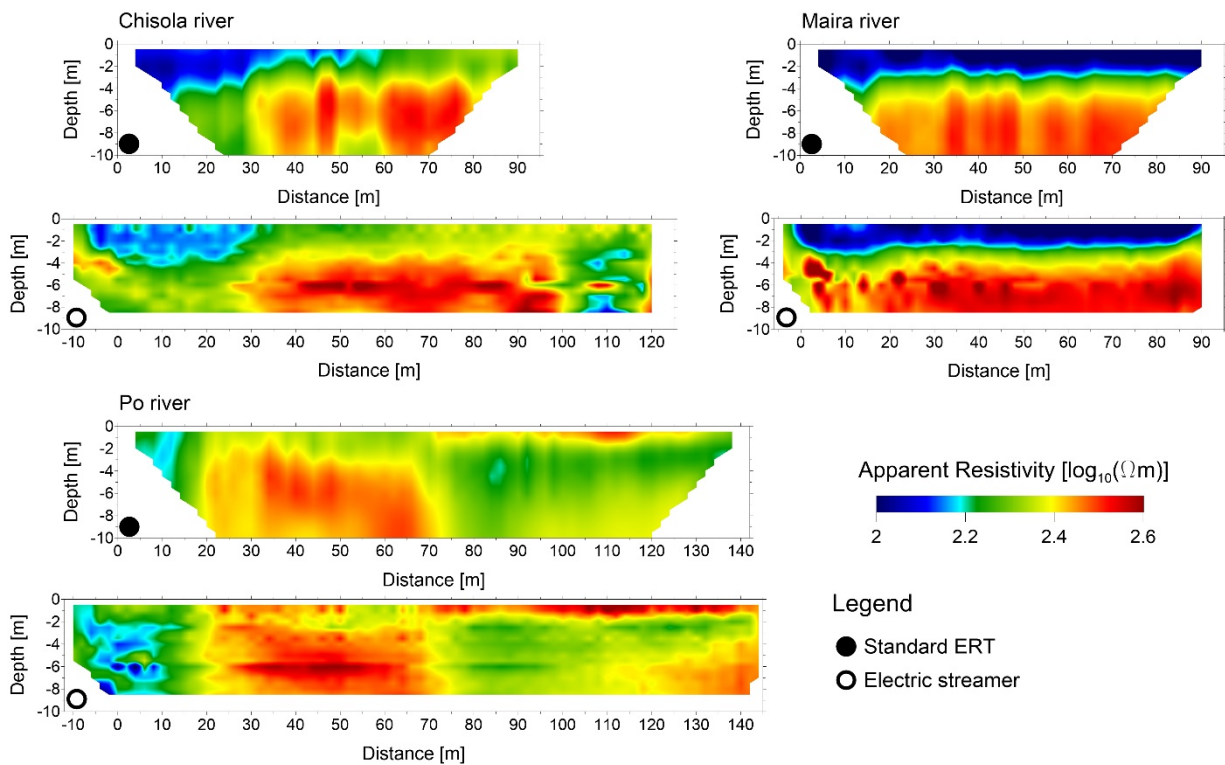 Chisola river
Maira river
0
-2
-4
-6
-8
-10
Depth [m]
0 10 20 30 40 50 60 70 80 90
Distance [m]
0
-2
-4
-6
-8
-10
Depth [m]
0 10 20 30 40 50 60 70 80 90
Distance [m]
0
-2
-4
-6
-8
-10
Depth [m]
-10 0 10 20 30 40 50 60 70 80 90 100 110 120
Distance [m]
0
-2
-4
-6
-8
-10
Depth [m]
0 10 20 30 40 50 60 70 80 90
Distance [m]
Po river
0
-2
-4
-6
-8
-10
Depth [m]
0 10 20 30 40 50 60 70 80 90 100 110 120 130 140
Distance [m]
Apparent Resistivity [log₁₀(Ωm)]
2 2.2 2.4 2.6
0
-2
-4
-6
-8
-10
Depth [m]
-10 0 10 20 30 40 50 60 70 80 90 100 110 120 130 140
Distance [m]
Legend
Standard ERT
Electric streamer